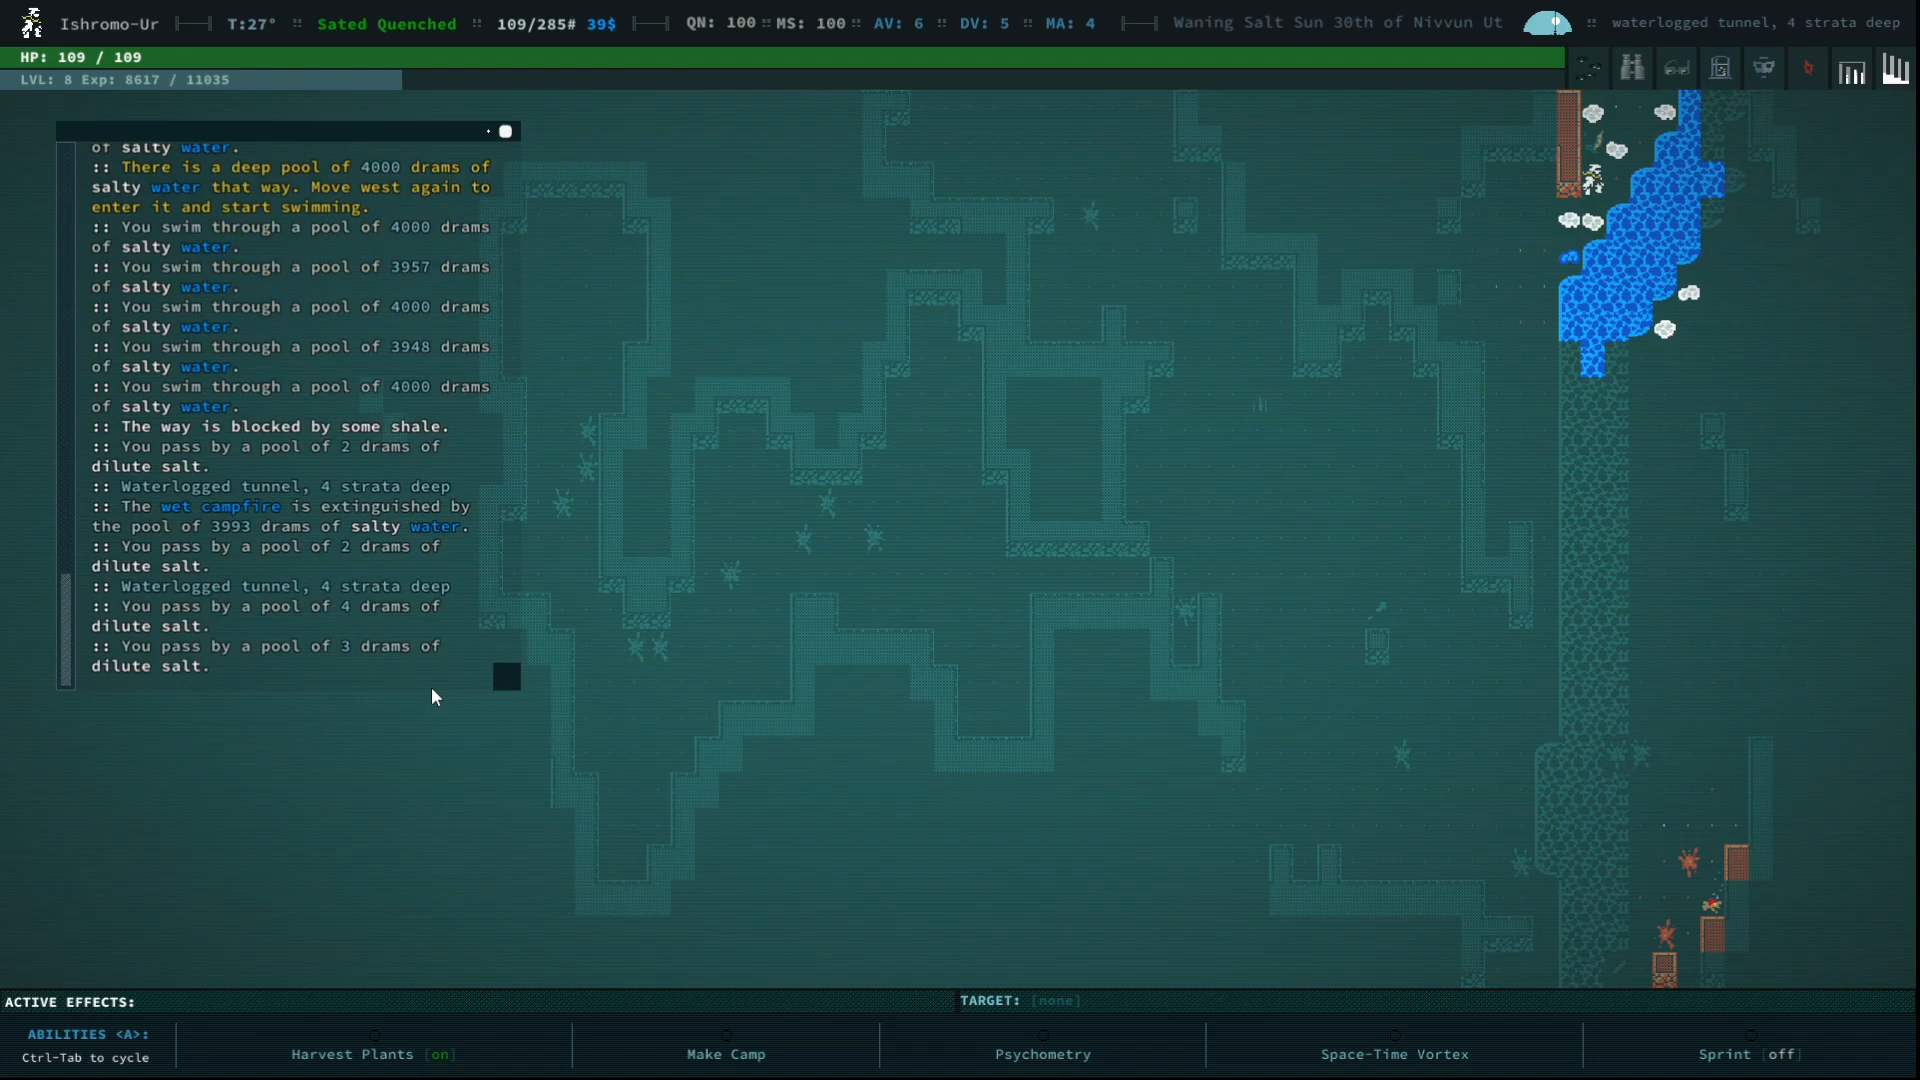 Ishromo-Ur T:27° Sated Quenched 109/285# 39$ QN: 100 MS: 100 AV: 6 DV: 5 MA: 4 Waning Salt Sun 30th of Nivvun Ut waterlogged tunnel, 4 strata deep
HP: 109 / 109
LVL: 8 Exp: 8617 / 11035
of salty water.
:: There is a deep pool of 4000 drams of
salty water that way. Move west again to
enter it and start swimming.
:: You swim through a pool of 4000 drams
of salty water.
:: You swim through a pool of 3957 drams
of salty water.
:: You swim through a pool of 4000 drams
of salty water.
:: You swim through a pool of 3948 drams
of salty water.
:: You swim through a pool of 4000 drams
of salty water.
:: The way is blocked by some shale.
:: You pass by a pool of 2 drams of
dilute salt.
:: Waterlogged tunnel, 4 strata deep
:: The wet campfire is extinguished by
the pool of 3993 drams of salty water.
:: You pass by a pool of 2 drams of
dilute salt.
:: Waterlogged tunnel, 4 strata deep
:: You pass by a pool of 4 drams of
dilute salt.
:: You pass by a pool of 3 drams of
dilute salt.
ACTIVE EFFECTS: TARGET: [none]
ABILITIES <A>:
Ctrl-Tab to cycle
Harvest Plants [on] Make Camp Psychometry Space-Time Vortex Sprint [off]